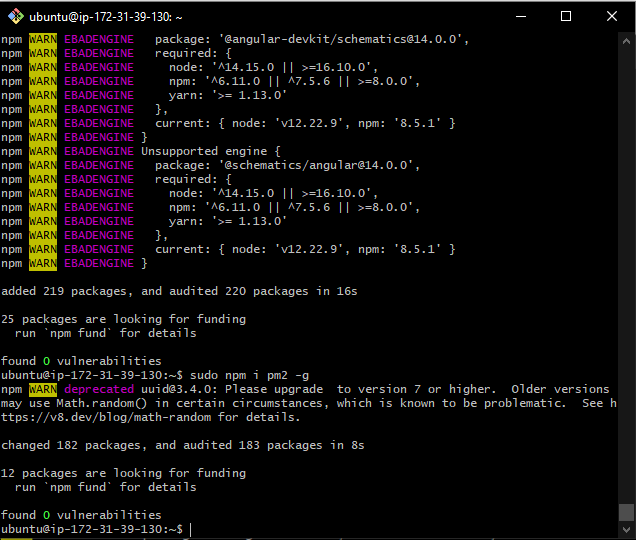 ubuntu@ip-172-31-39-130: ~
npm WARN EBADENGINE   package: '@angular-devkit/schematics@14.0.0',
npm WARN EBADENGINE   required: {
npm WARN EBADENGINE     node: '^14.15.0 || >=16.10.0',
npm WARN EBADENGINE     npm: '^6.11.0 || ^7.5.6 || >=8.0.0',
npm WARN EBADENGINE     yarn: '>= 1.13.0'
npm WARN EBADENGINE   },
npm WARN EBADENGINE   current: { node: 'v12.22.9', npm: '8.5.1' }
npm WARN EBADENGINE }
npm WARN EBADENGINE Unsupported engine {
npm WARN EBADENGINE   package: '@schematics/angular@14.0.0',
npm WARN EBADENGINE   required: {
npm WARN EBADENGINE     node: '^14.15.0 || >=16.10.0',
npm WARN EBADENGINE     npm: '^6.11.0 || ^7.5.6 || >=8.0.0',
npm WARN EBADENGINE     yarn: '>= 1.13.0'
npm WARN EBADENGINE   },
npm WARN EBADENGINE   current: { node: 'v12.22.9', npm: '8.5.1' }
npm WARN EBADENGINE }
added 219 packages, and audited 220 packages in 16s
25 packages are looking for funding
  run `npm fund` for details
found 0 vulnerabilities
ubuntu@ip-172-31-39-130:~$ sudo npm i pm2 -g
npm WARN deprecated uuid@3.4.0: Please upgrade  to version 7 or higher.  Older versions
may use Math.random() in certain circumstances, which is known to be problematic.  See h
ttps://v8.dev/blog/math-random for details.
changed 182 packages, and audited 183 packages in 8s
12 packages are looking for funding
  run `npm fund` for details
found 0 vulnerabilities
ubuntu@ip-172-31-39-130:~$